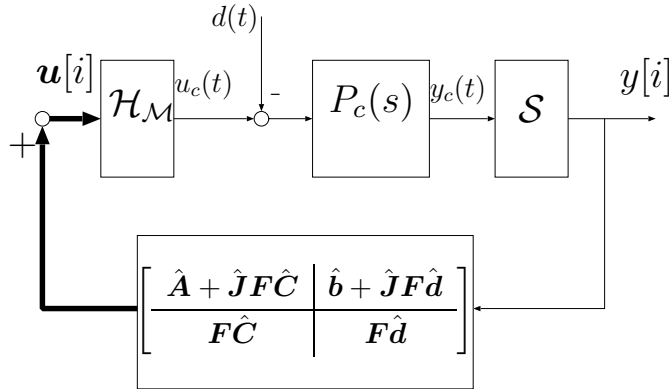 d(t)
𝒖[i]
ℋ_ℳ
u_c(t)
-
P_c(s)
y_c(t)
𝒮
y[i]
+
[ Â + ĴFĈ | b̂ + ĴFd̂ ]
[ FĈ | Fd̂ ]